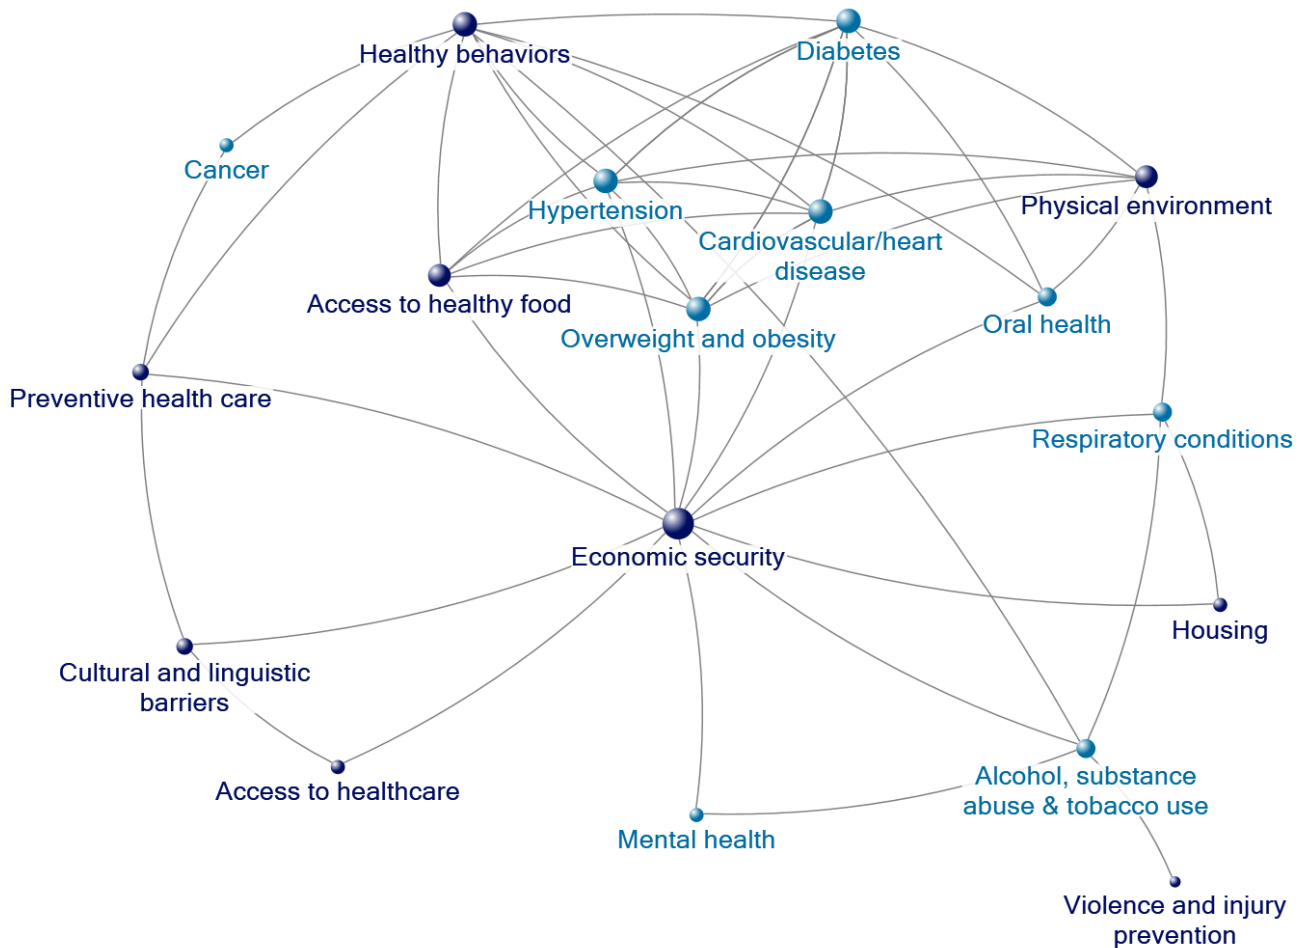 Healthy behaviors
Diabetes
Cancer
Hypertension
Physical environment
Cardiovascular/heart
disease
Access to healthy food
Oral health
Overweight and obesity
Preventive health care
Respiratory conditions
Economic security
Housing
Cultural and linguistic
barriers
Access to healthcare
Alcohol, substance
abuse & tobacco use
Mental health
Violence and injury
prevention